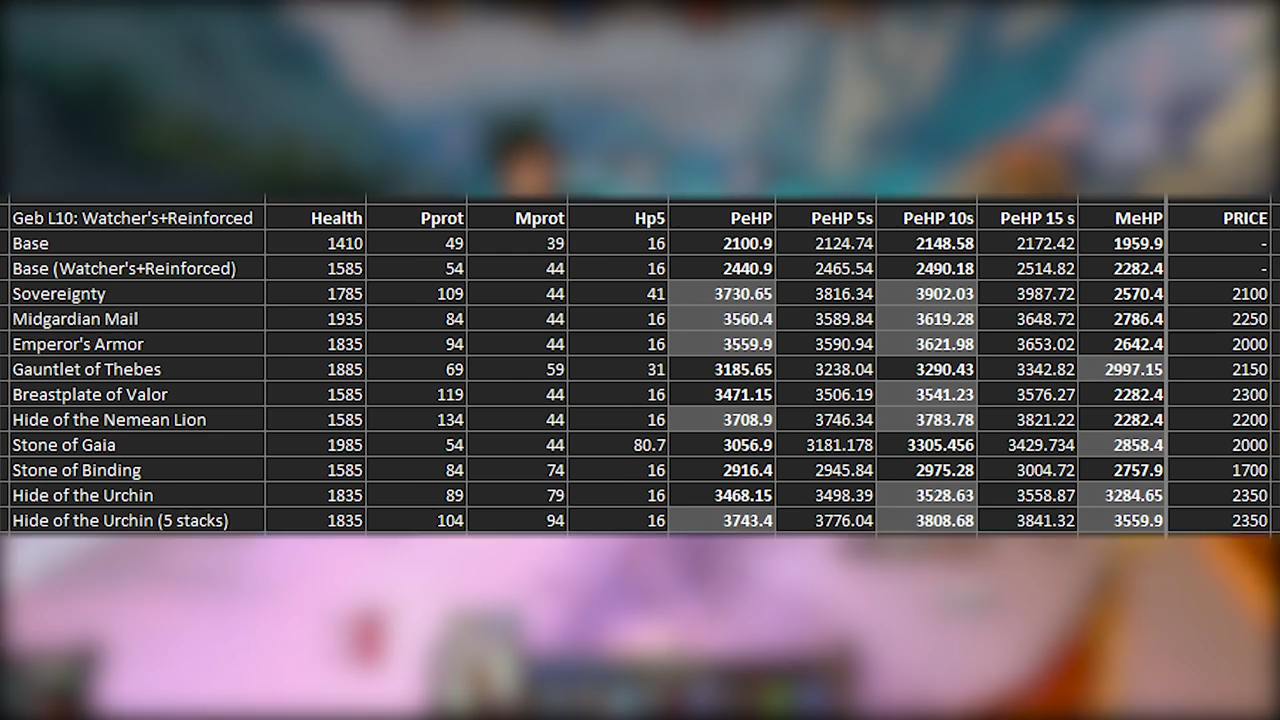 Geb L10: Watcher's+Reinforced Health Pprot Mprot Hp5 PeHP PeHP 5s PeHP 10s PeHP 15 s MeHP PRICE
Base 1410 49 39 16 2100.9 2124.74 2148.58 2172.42 1959.9 -
Base (Watcher's+Reinforced) 1585 54 44 16 2440.9 2465.54 2490.18 2514.82 2282.4 -
Sovereignty 1785 109 44 41 3730.65 3816.34 3902.03 3987.72 2570.4 2100
Midgardian Mail 1935 84 44 16 3560.4 3589.84 3619.28 3648.72 2786.4 2250
Emperor's Armor 1835 94 44 16 3559.9 3590.94 3621.98 3653.02 2642.4 2000
Gauntlet of Thebes 1885 69 59 31 3185.65 3238.04 3290.43 3342.82 2997.15 2150
Breastplate of Valor 1585 119 44 16 3471.15 3506.19 3541.23 3576.27 2282.4 2300
Hide of the Nemean Lion 1585 134 44 16 3708.9 3746.34 3783.78 3821.22 2282.4 2200
Stone of Gaia 1985 54 44 80.7 3056.9 3181.178 3305.456 3429.734 2858.4 2000
Stone of Binding 1585 84 74 16 2916.4 2945.84 2975.28 3004.72 2757.9 1700
Hide of the Urchin 1835 89 79 16 3468.15 3498.39 3528.63 3558.87 3284.65 2350
Hide of the Urchin (5 stacks) 1835 104 94 16 3743.4 3776.04 3808.68 3841.32 3559.9 2350